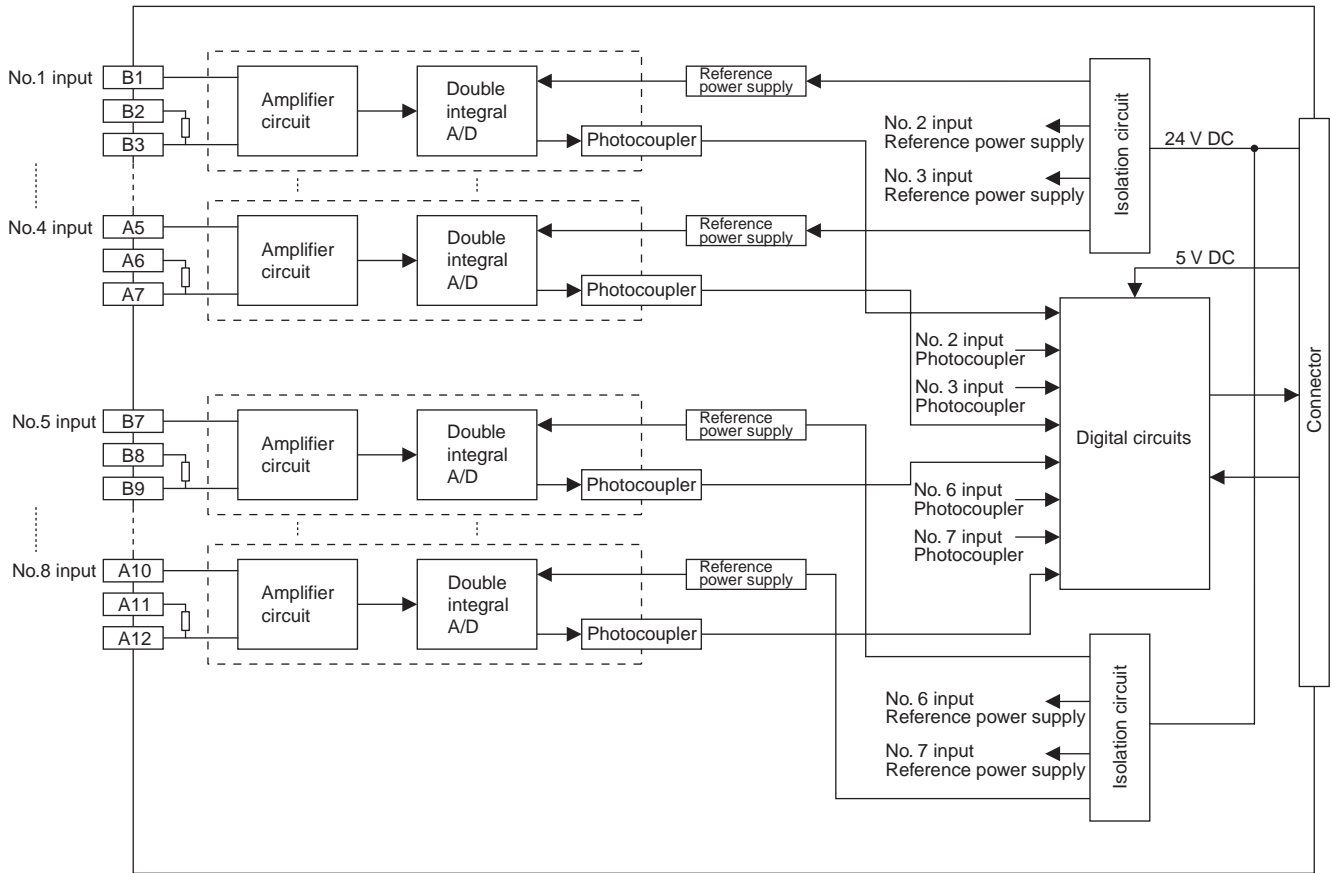 No.1 input
B1
B2
B3
Amplifier
circuit
Double
integral
A/D
Photocoupler
Reference
power supply
No. 2 input
Reference power supply
No. 3 input
Reference power supply
Isolation circuit
24 V DC
5 V DC
Connector
No.4 input
A5
A6
A7
Amplifier
circuit
Double
integral
A/D
Photocoupler
Reference
power supply
No. 2 input
Photocoupler
No. 3 input
Photocoupler
Digital circuits
No. 6 input
Photocoupler
No. 7 input
Photocoupler
No.5 input
B7
B8
B9
Amplifier
circuit
Double
integral
A/D
Photocoupler
Reference
power supply
No.8 input
A10
A11
A12
Amplifier
circuit
Double
integral
A/D
Photocoupler
Reference
power supply
No. 6 input
Reference power supply
No. 7 input
Reference power supply
Isolation circuit